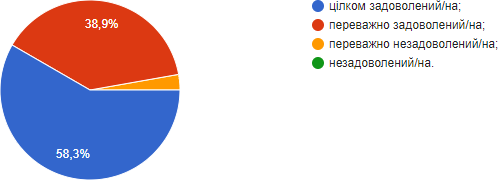 38,9%
58,3%
цілком задоволений/на;
переважно задоволений/на;
переважно незадоволений/на;
незадоволений/на.